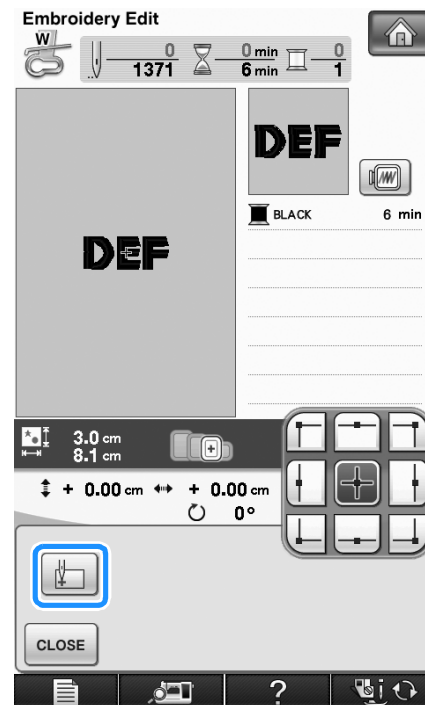 Embroidery Edit
W
0 0 min 0
1371 6 min 1
DEF
BLACK 6 min
DEF
3.0 cm
8.1 cm
+ 0.00 cm + 0.00 cm
0°
CLOSE
?